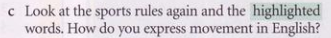 c Look at the sports rules again and the highlighted
words. How do you express movement in English?